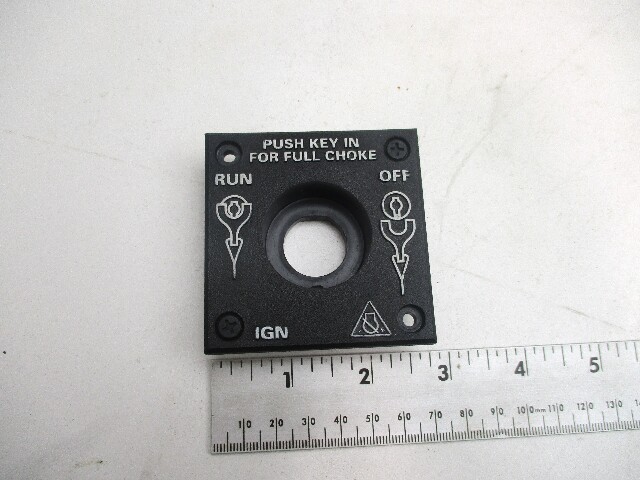 PUSH KEY IN
FOR FULL CHOKE
RUN OFF
IGN
1 2 3 4 5
10 20 30 40 50 60 70 80 90 100mm 110 120 130